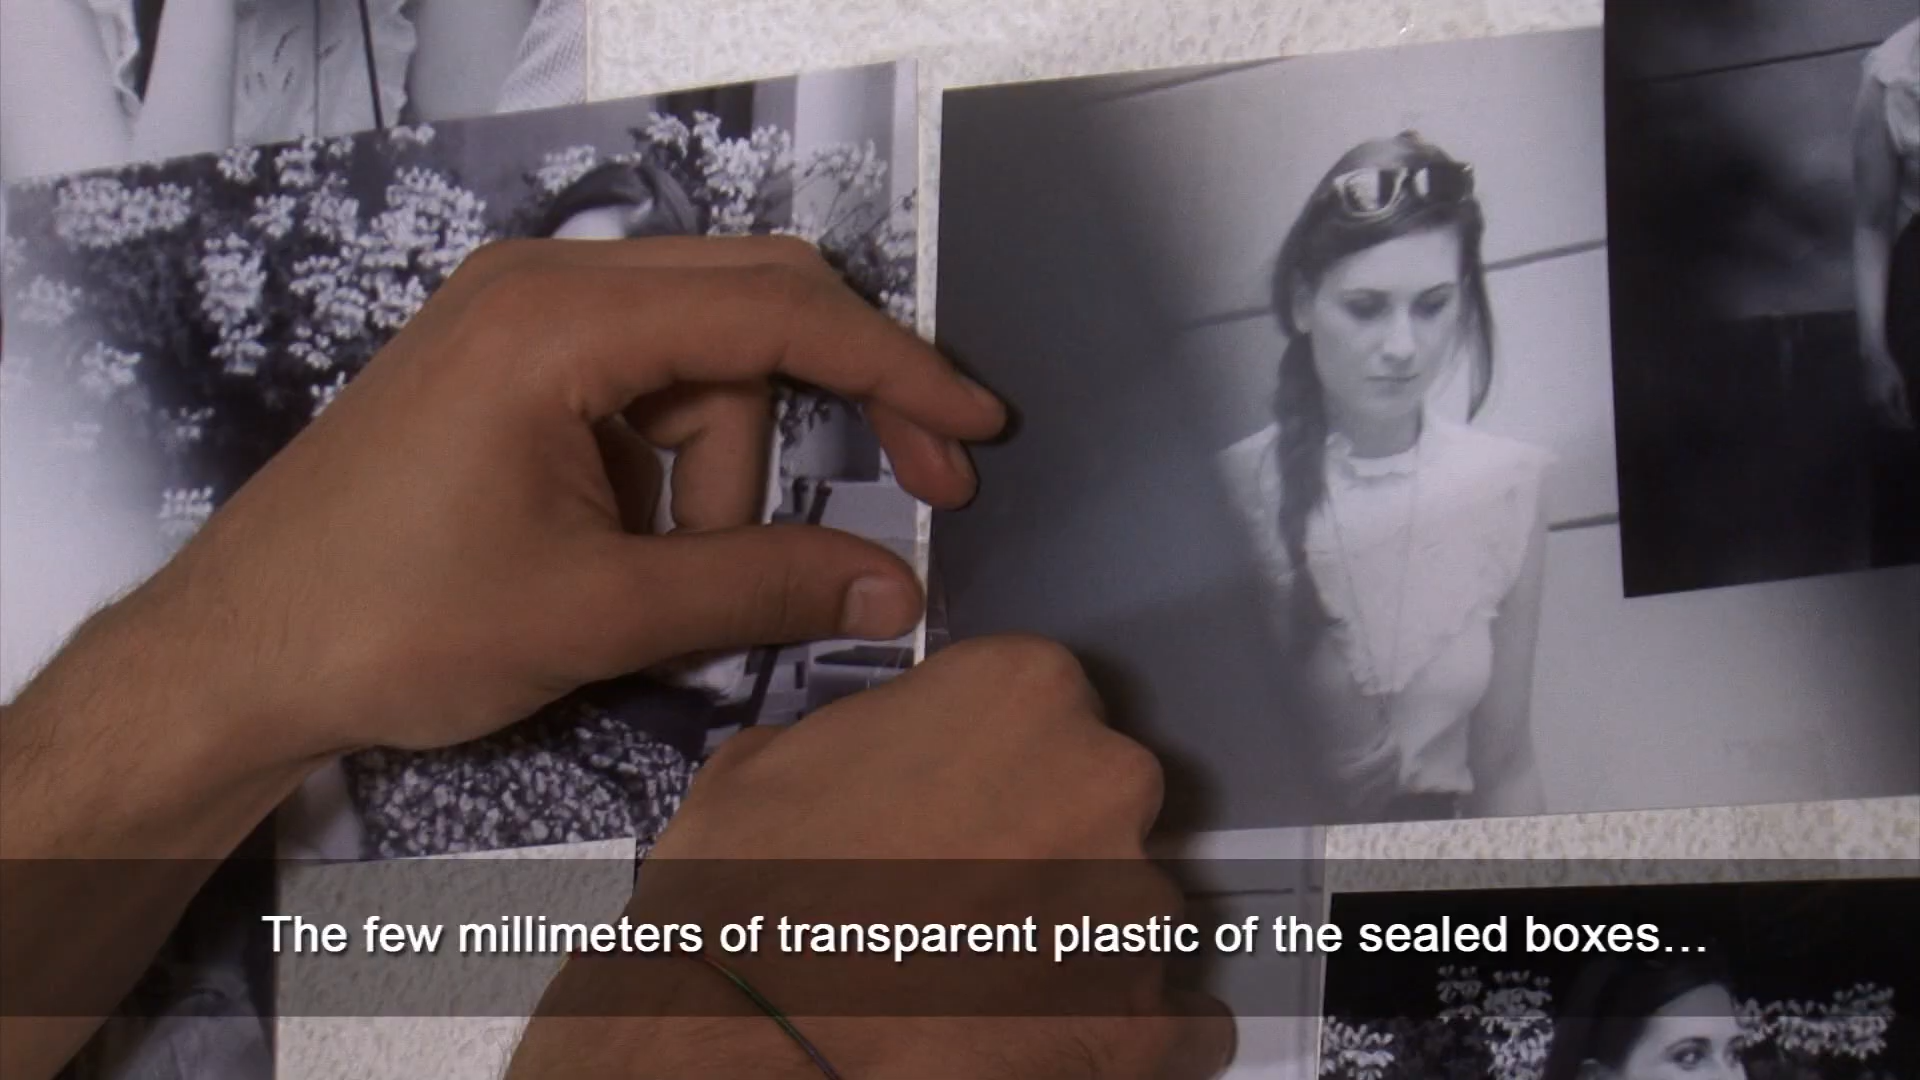 The few millimeters of transparent plastic of the sealed boxes…